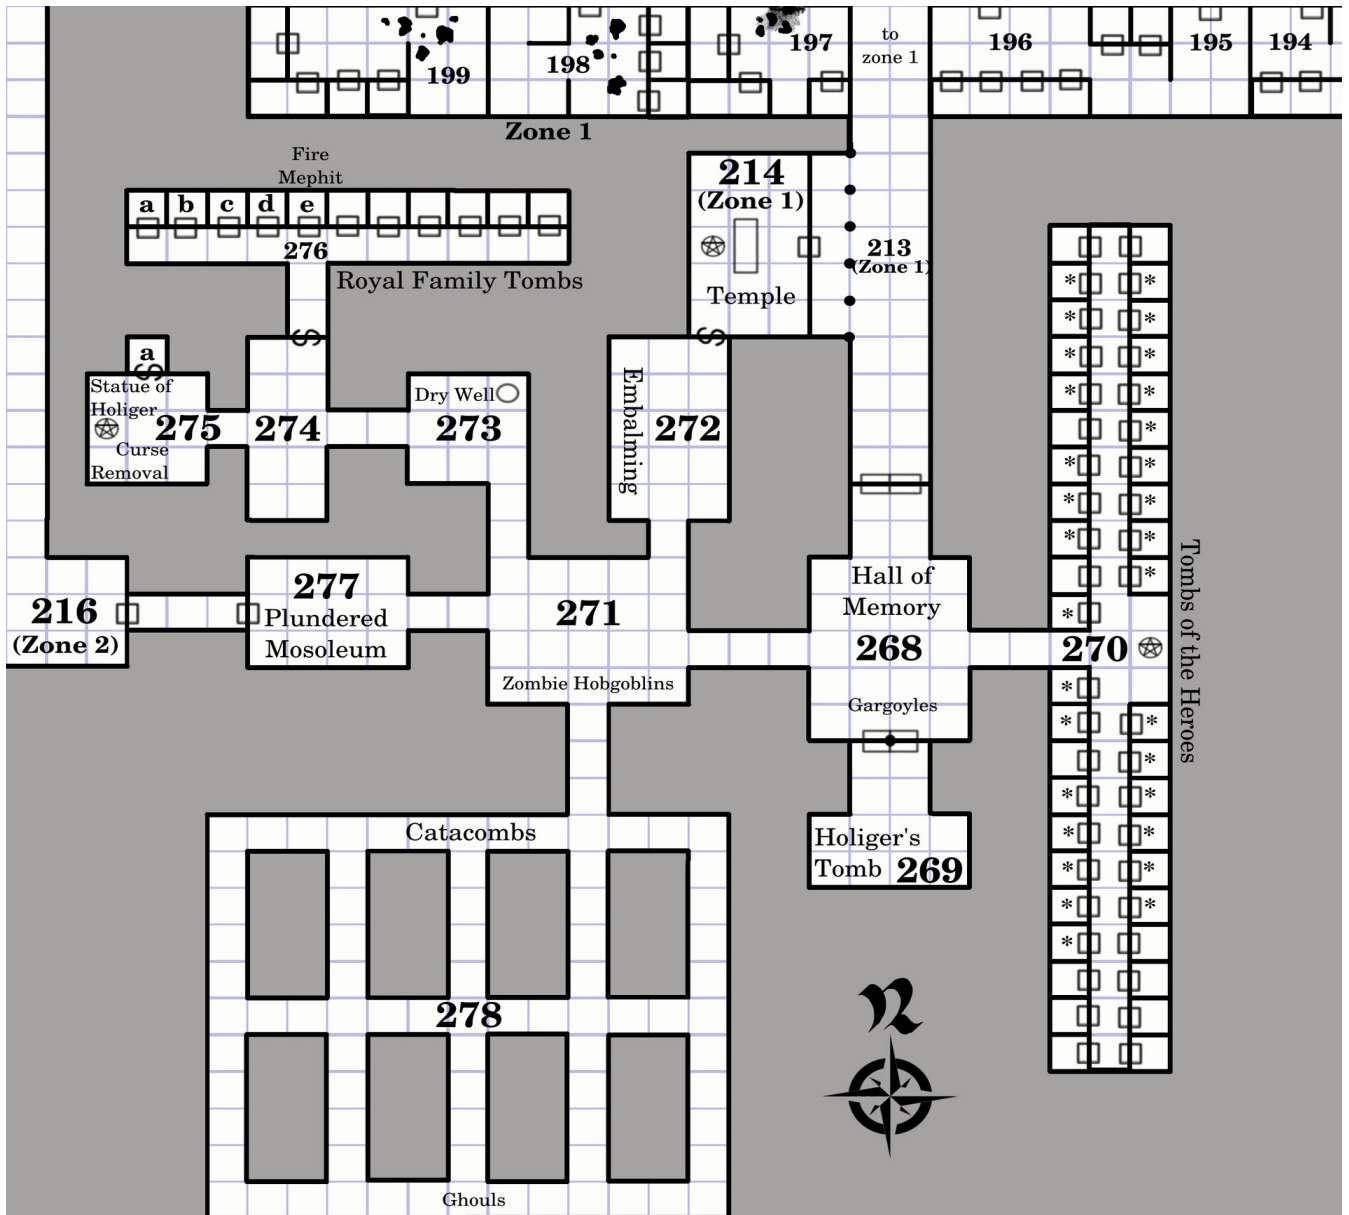 199
198
197
to
zone 1
196
195
194
Zone 1
Fire
Mephit
a b c d e
276
Royal Family Tombs
214
(Zone 1)
Temple
S
213
(Zone 1)
S
a
S
Statue of
Holiger
275
Curse
Removal
274
Dry Well
273
Embalming
272
216
(Zone 2)
277
Plundered
Mosoleum
271
Zombie Hobgoblins
Hall of
Memory
268
Gargoyles
270
Tombs of the Heroes
* *
* *
* *
* *
*
* *
* *
* *
*
*
*
* *
*
* *
* *
* *
* *
*
Holiger's
Tomb 269
Catacombs
278
Ghouls
N